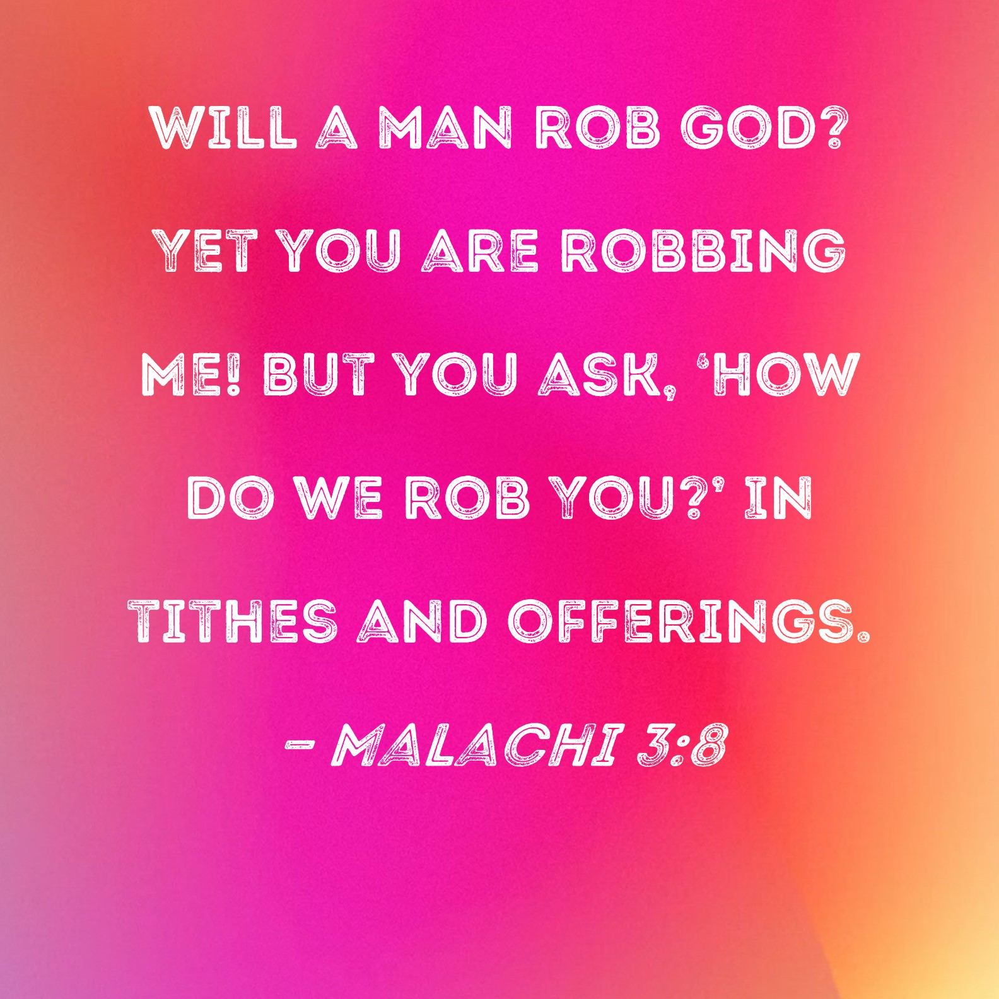 WILL A MAN ROB GOD?
YET YOU ARE ROBBING
ME! BUT YOU ASK, ‘HOW
DO WE ROB YOU?’ IN
TITHES AND OFFERINGS.
– MALACHI 3:8